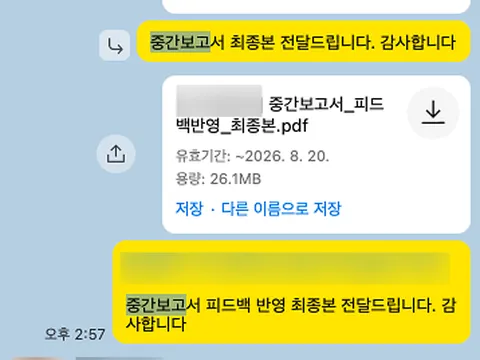 중간보고서 최종본 전달드립니다. 감사합니다
중간보고서_피드
백반영_최종본.pdf
유효기간: ~2026. 8. 20.
용량: 26.1MB
저장 · 다른 이름으로 저장
중간보고서 피드백 반영 최종본 전달드립니다. 감
사합니다
오후 2:57